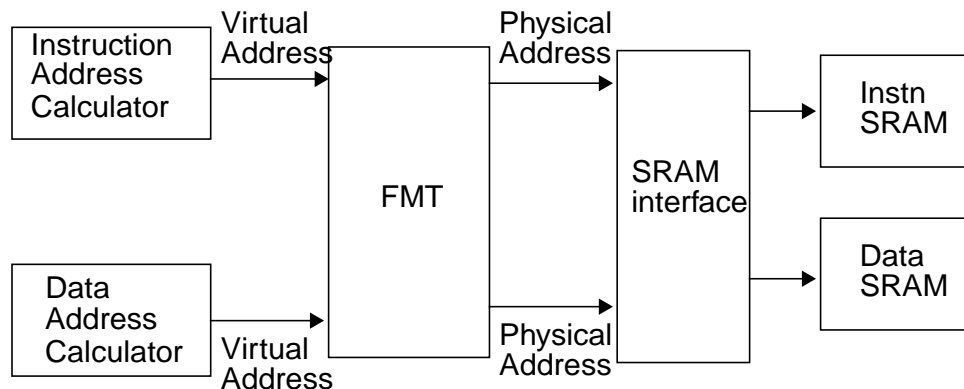 Instruction
Address
Calculator
Virtual
Address
FMT
Physical
Address
SRAM
interface
Instn
SRAM
Data
Address
Calculator
Virtual
Address
Physical
Address
Data
SRAM